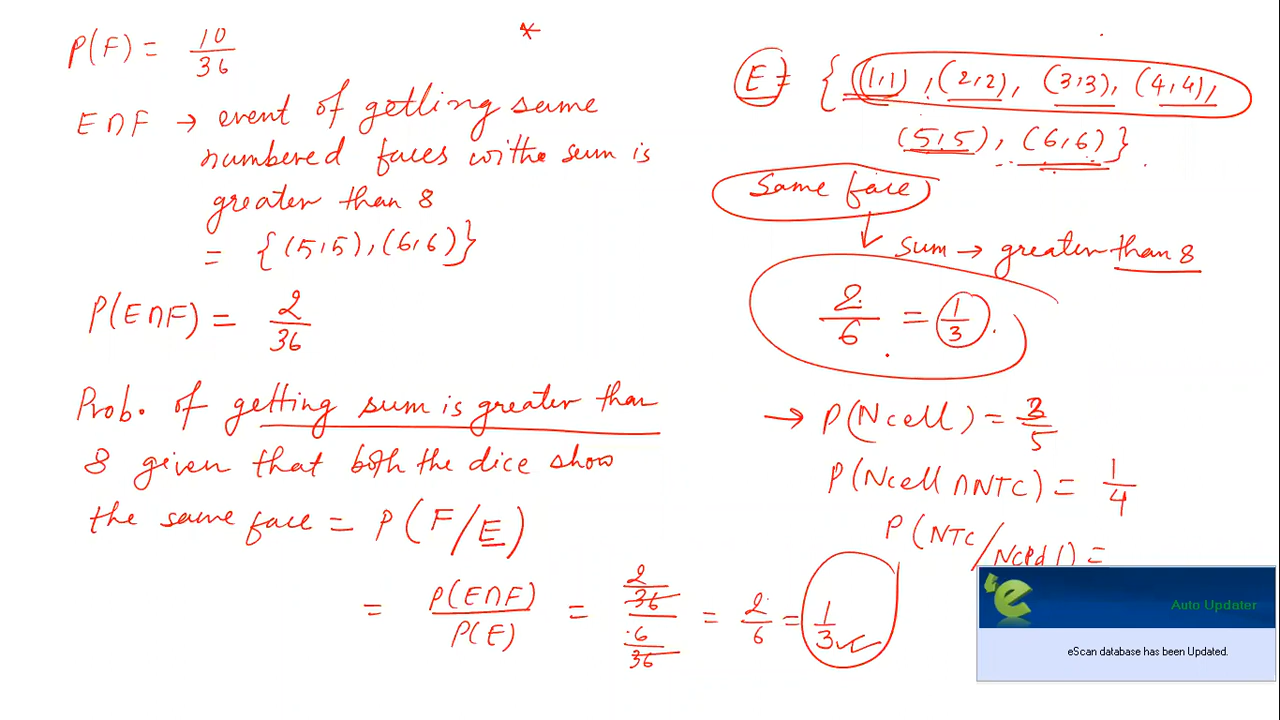 P(F) = 10/36
E∩F → event of getting same
numbered faces with the sum is
greater than 8
= {(5,5), (6,6)}
P(E∩F) = 2/36
Prob. of getting sum is greater than
8 given that both the dice show
the same face = P(F/E)
= P(E∩F)/P(E) = (2/36)/(6/36) = 2/6 = 1/3
*
E = {(1,1), (2,2), (3,3), (4,4),
(5,5), (6,6)}
Same face
sum → greater than 8
2/6 = 1/3
→ P(Ncell) = /5
P(Ncell ∩ NTC) = 1/4
P(NTC/Ncell) =
Auto Updater
eScan database has been Updated.